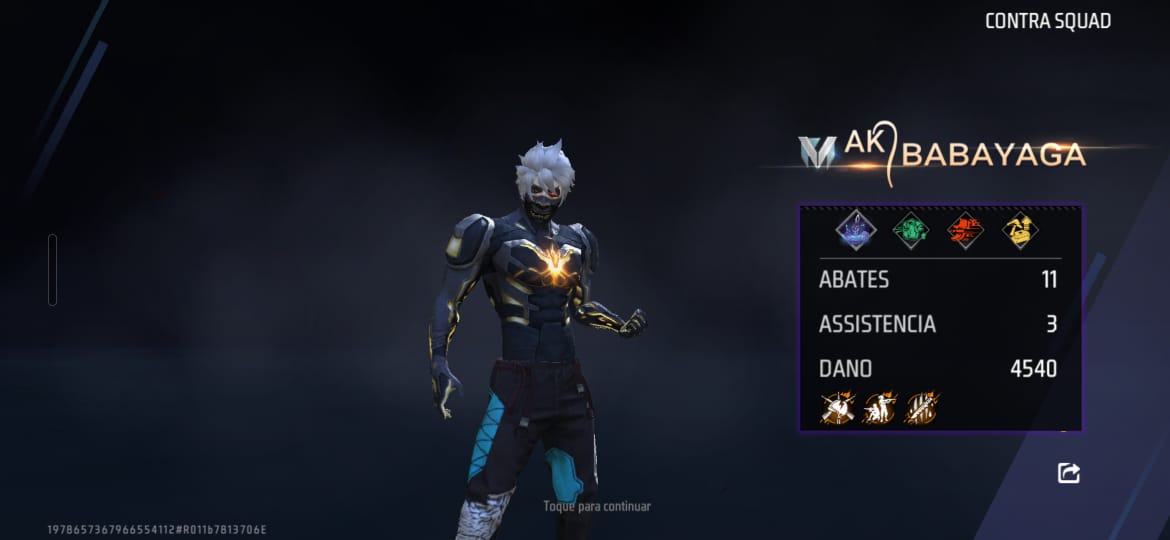 CONTRA SQUAD
AK BABAYAGA
ABATES 11
ASSISTENCIA 3
DANO 4540
Toque para continuar
1978657367966554112#R011b7813706E